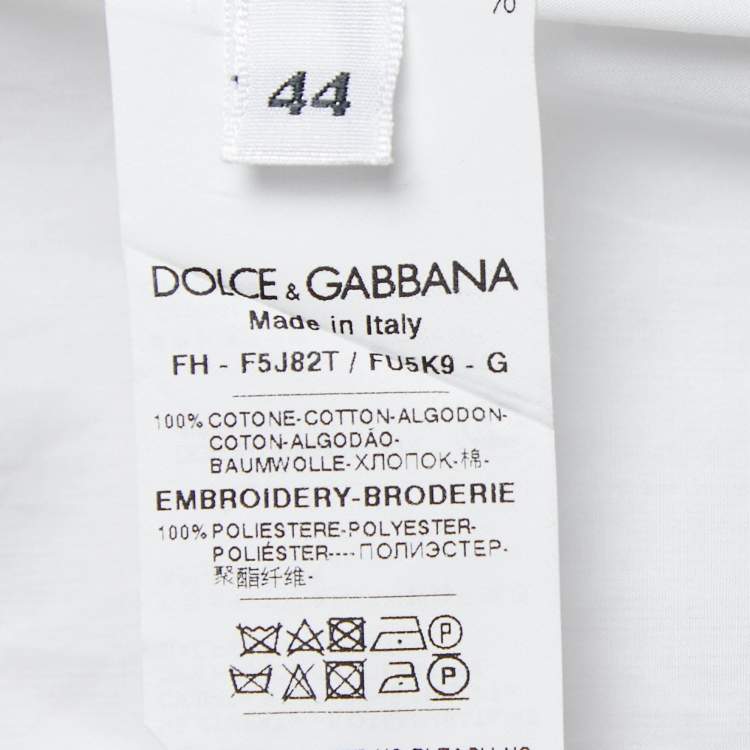 70
44
DOLCE & GABBANA
Made in Italy
FH - F5J82T / FU5K9 - G
100% COTONE-COTTON-ALGODON-
COTON-ALGODÃO-
BAUMWOLLE-ХЛОПОК-棉-
EMBROIDERY-BRODERIE
100% POLIESTERE-POLYESTER-
POLIÉSTER----ПОЛИЭСТЕР-
聚酯纤维-
P
P